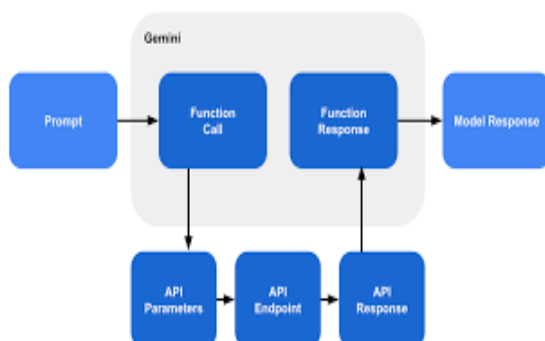 Gemini
Prompt
Function
Call
Function
Response
Model Response
API
Parameters
API
Endpoint
API
Response